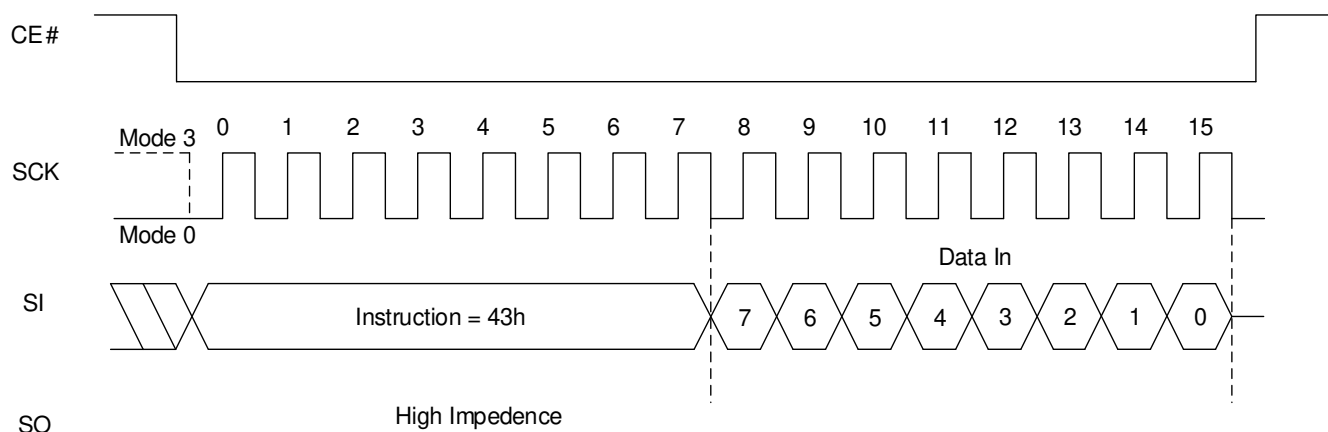 CE#
0 1 2 3 4 5 6 7 8 9 10 11 12 13 14 15
Mode 3
SCK
Mode 0
Data In
SI
Instruction = 43h
7 6 5 4 3 2 1 0
High Impedence
SO